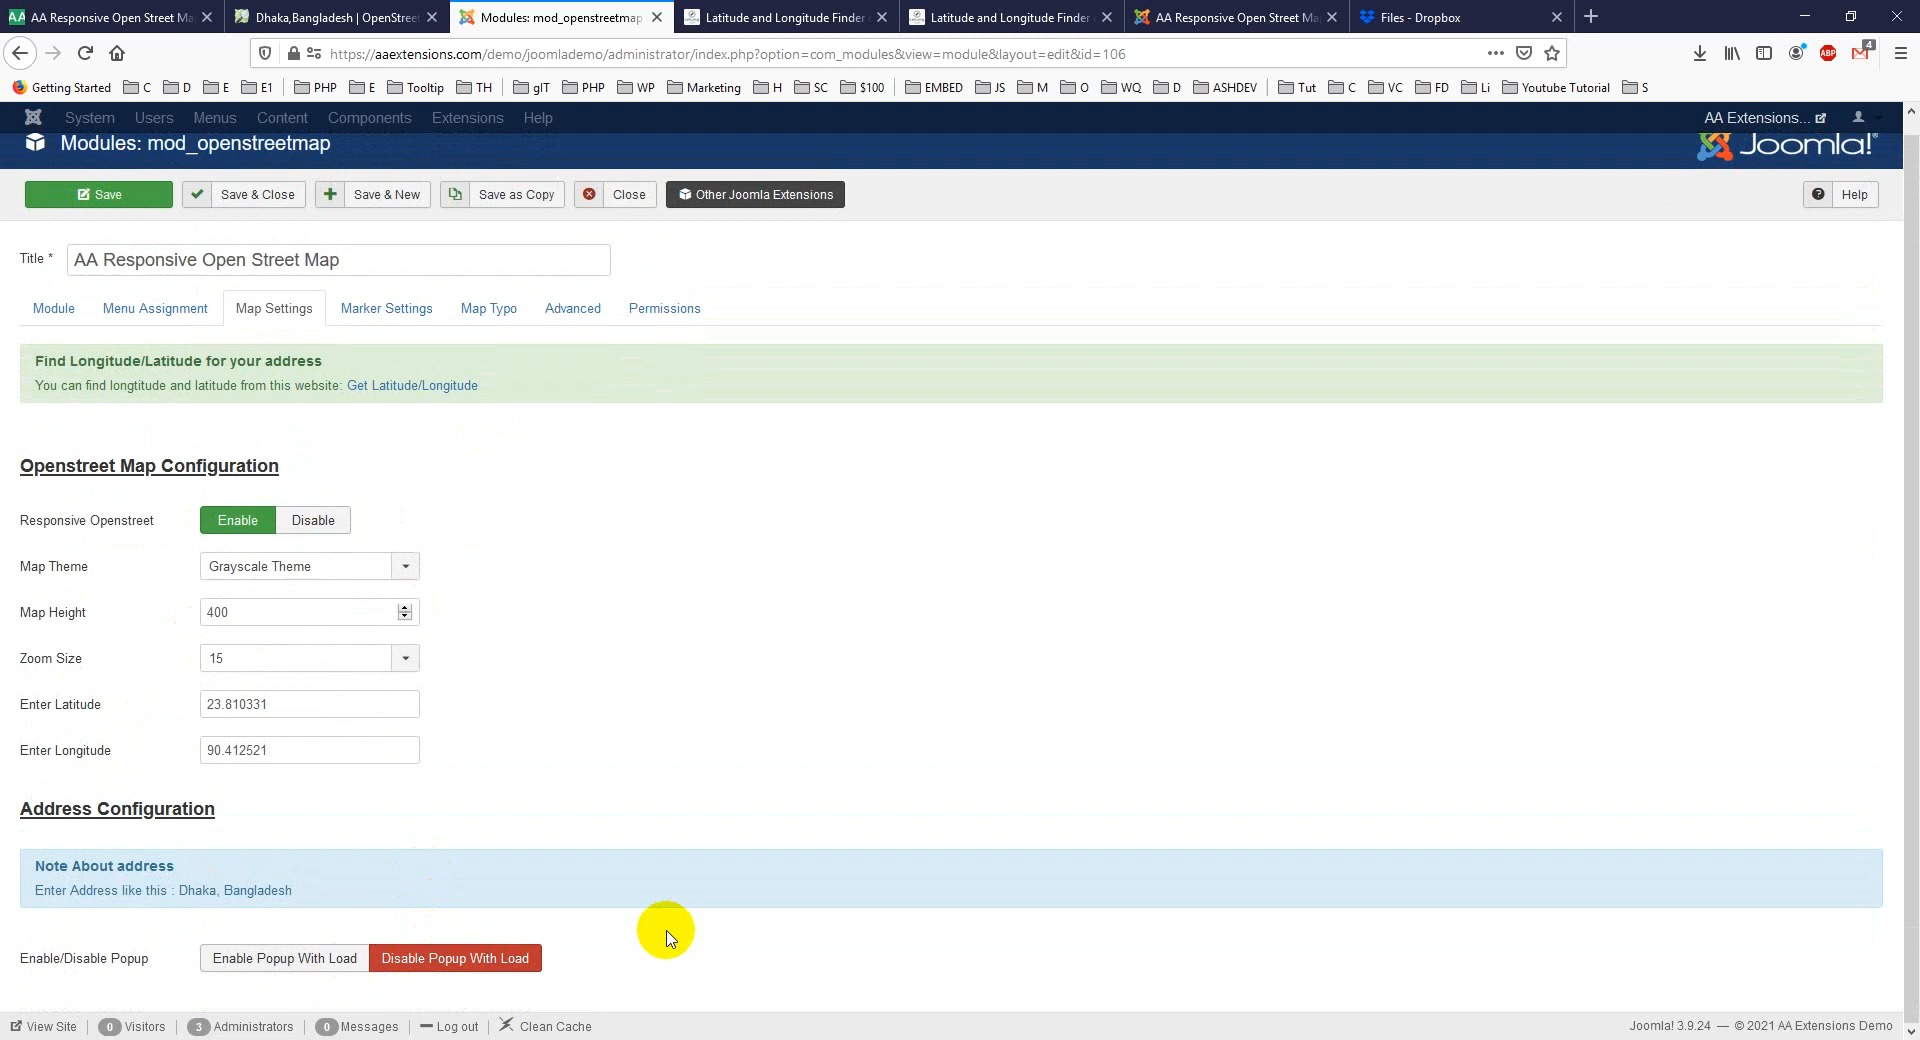 AA AA Responsive Open Street Ma
Dhaka,Bangladesh | OpenStreet
Modules: mod_openstreetmap
Latitude and Longitude Finder
Latitude and Longitude Finder
AA Responsive Open Street Ma
Files - Dropbox
https://aaextensions.com/demo/joomlademo/administrator/index.php?option=com_modules&view=module&layout=edit&id=106
ABP
4
Getting Started C D E E1 PHP E Tooltip TH gIT PHP WP Marketing H SC $100 EMBED JS M O WQ D ASHDEV Tut C VC FD Li Youtube Tutorial S
System Users Menus Content Components Extensions Help AA Extensions...
Modules: mod_openstreetmap Joomla!®
Save Save & Close Save & New Save as Copy Close Other Joomla Extensions Help
Title * AA Responsive Open Street Map
Module Menu Assignment Map Settings Marker Settings Map Typo Advanced Permissions
Find Longitude/Latitude for your address
You can find longtitude and latitude from this website: Get Latitude/Longitude
Openstreet Map Configuration
Responsive Openstreet Enable Disable
Map Theme Grayscale Theme
Map Height 400
Zoom Size 15
Enter Latitude 23.810331
Enter Longitude 90.412521
Address Configuration
Note About address
Enter Address like this : Dhaka, Bangladesh
Enable/Disable Popup Enable Popup With Load Disable Popup With Load
View Site 0 Visitors 3 Administrators 0 Messages Log out Clean Cache Joomla! 3.9.24 — © 2021 AA Extensions Demo